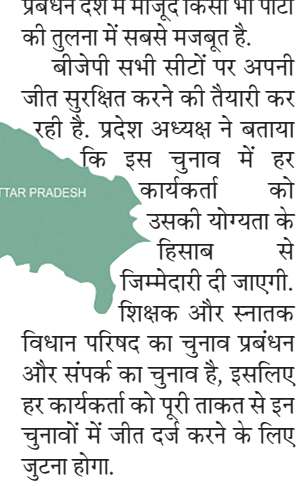 प्रबंधन देश में मौजूद किसी भी पार्टी
की तुलना में सबसे मजबूत है.
बीजेपी सभी सीटों पर अपनी
जीत सुरक्षित करने की तैयारी कर
रही है. प्रदेश अध्यक्ष ने बताया
कि इस चुनाव में हर
कार्यकर्ता को
उसकी योग्यता के
हिसाब से
जिम्मेदारी दी जाएगी.
शिक्षक और स्नातक
विधान परिषद का चुनाव प्रबंधन
और संपर्क का चुनाव है, इसलिए
हर कार्यकर्ता को पूरी ताकत से इन
चुनावों में जीत दर्ज करने के लिए
जुटना होगा.
TTAR PRADESH